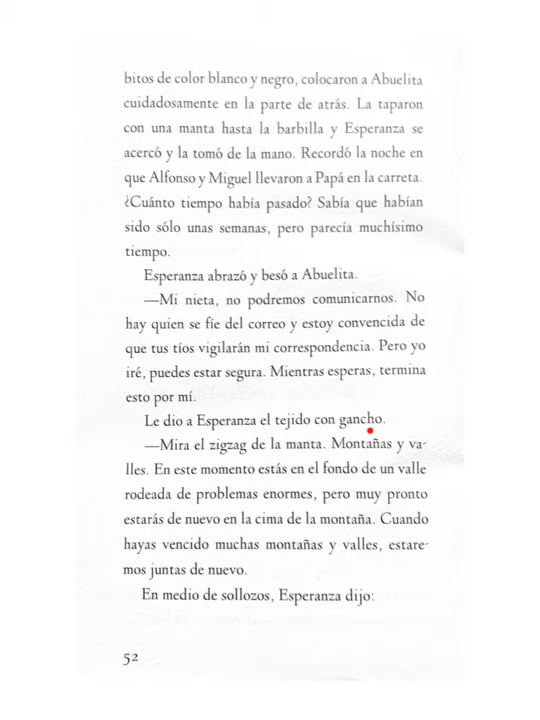 bitos de color blanco y negro, colocaron a Abuelita
cuidadosamente en la parte de atrás. La taparon
con una manta hasta la barbilla y Esperanza se
acercó y la tomó de la mano. Recordó la noche en
que Alfonso y Miguel llevaron a Papá en la carreta.
¿Cuánto tiempo había pasado? Sabía que habían
sido sólo unas semanas, pero parecía muchísimo
tiempo.
Esperanza abrazó y besó a Abuelita.
—Mi nieta, no podremos comunicarnos. No
hay quien se fíe del correo y estoy convencida de
que tus tíos vigilarán mi correspondencia. Pero yo
iré, puedes estar segura. Mientras esperas, termina
esto por mí.
Le dio a Esperanza el tejido con gancho.
—Mira el zigzag de la manta. Montañas y va-
lles. En este momento estás en el fondo de un valle
rodeada de problemas enormes, pero muy pronto
estarás de nuevo en la cima de la montaña. Cuando
hayas vencido muchas montañas y valles, estare-
mos juntas de nuevo.
En medio de sollozos, Esperanza dijo:
52